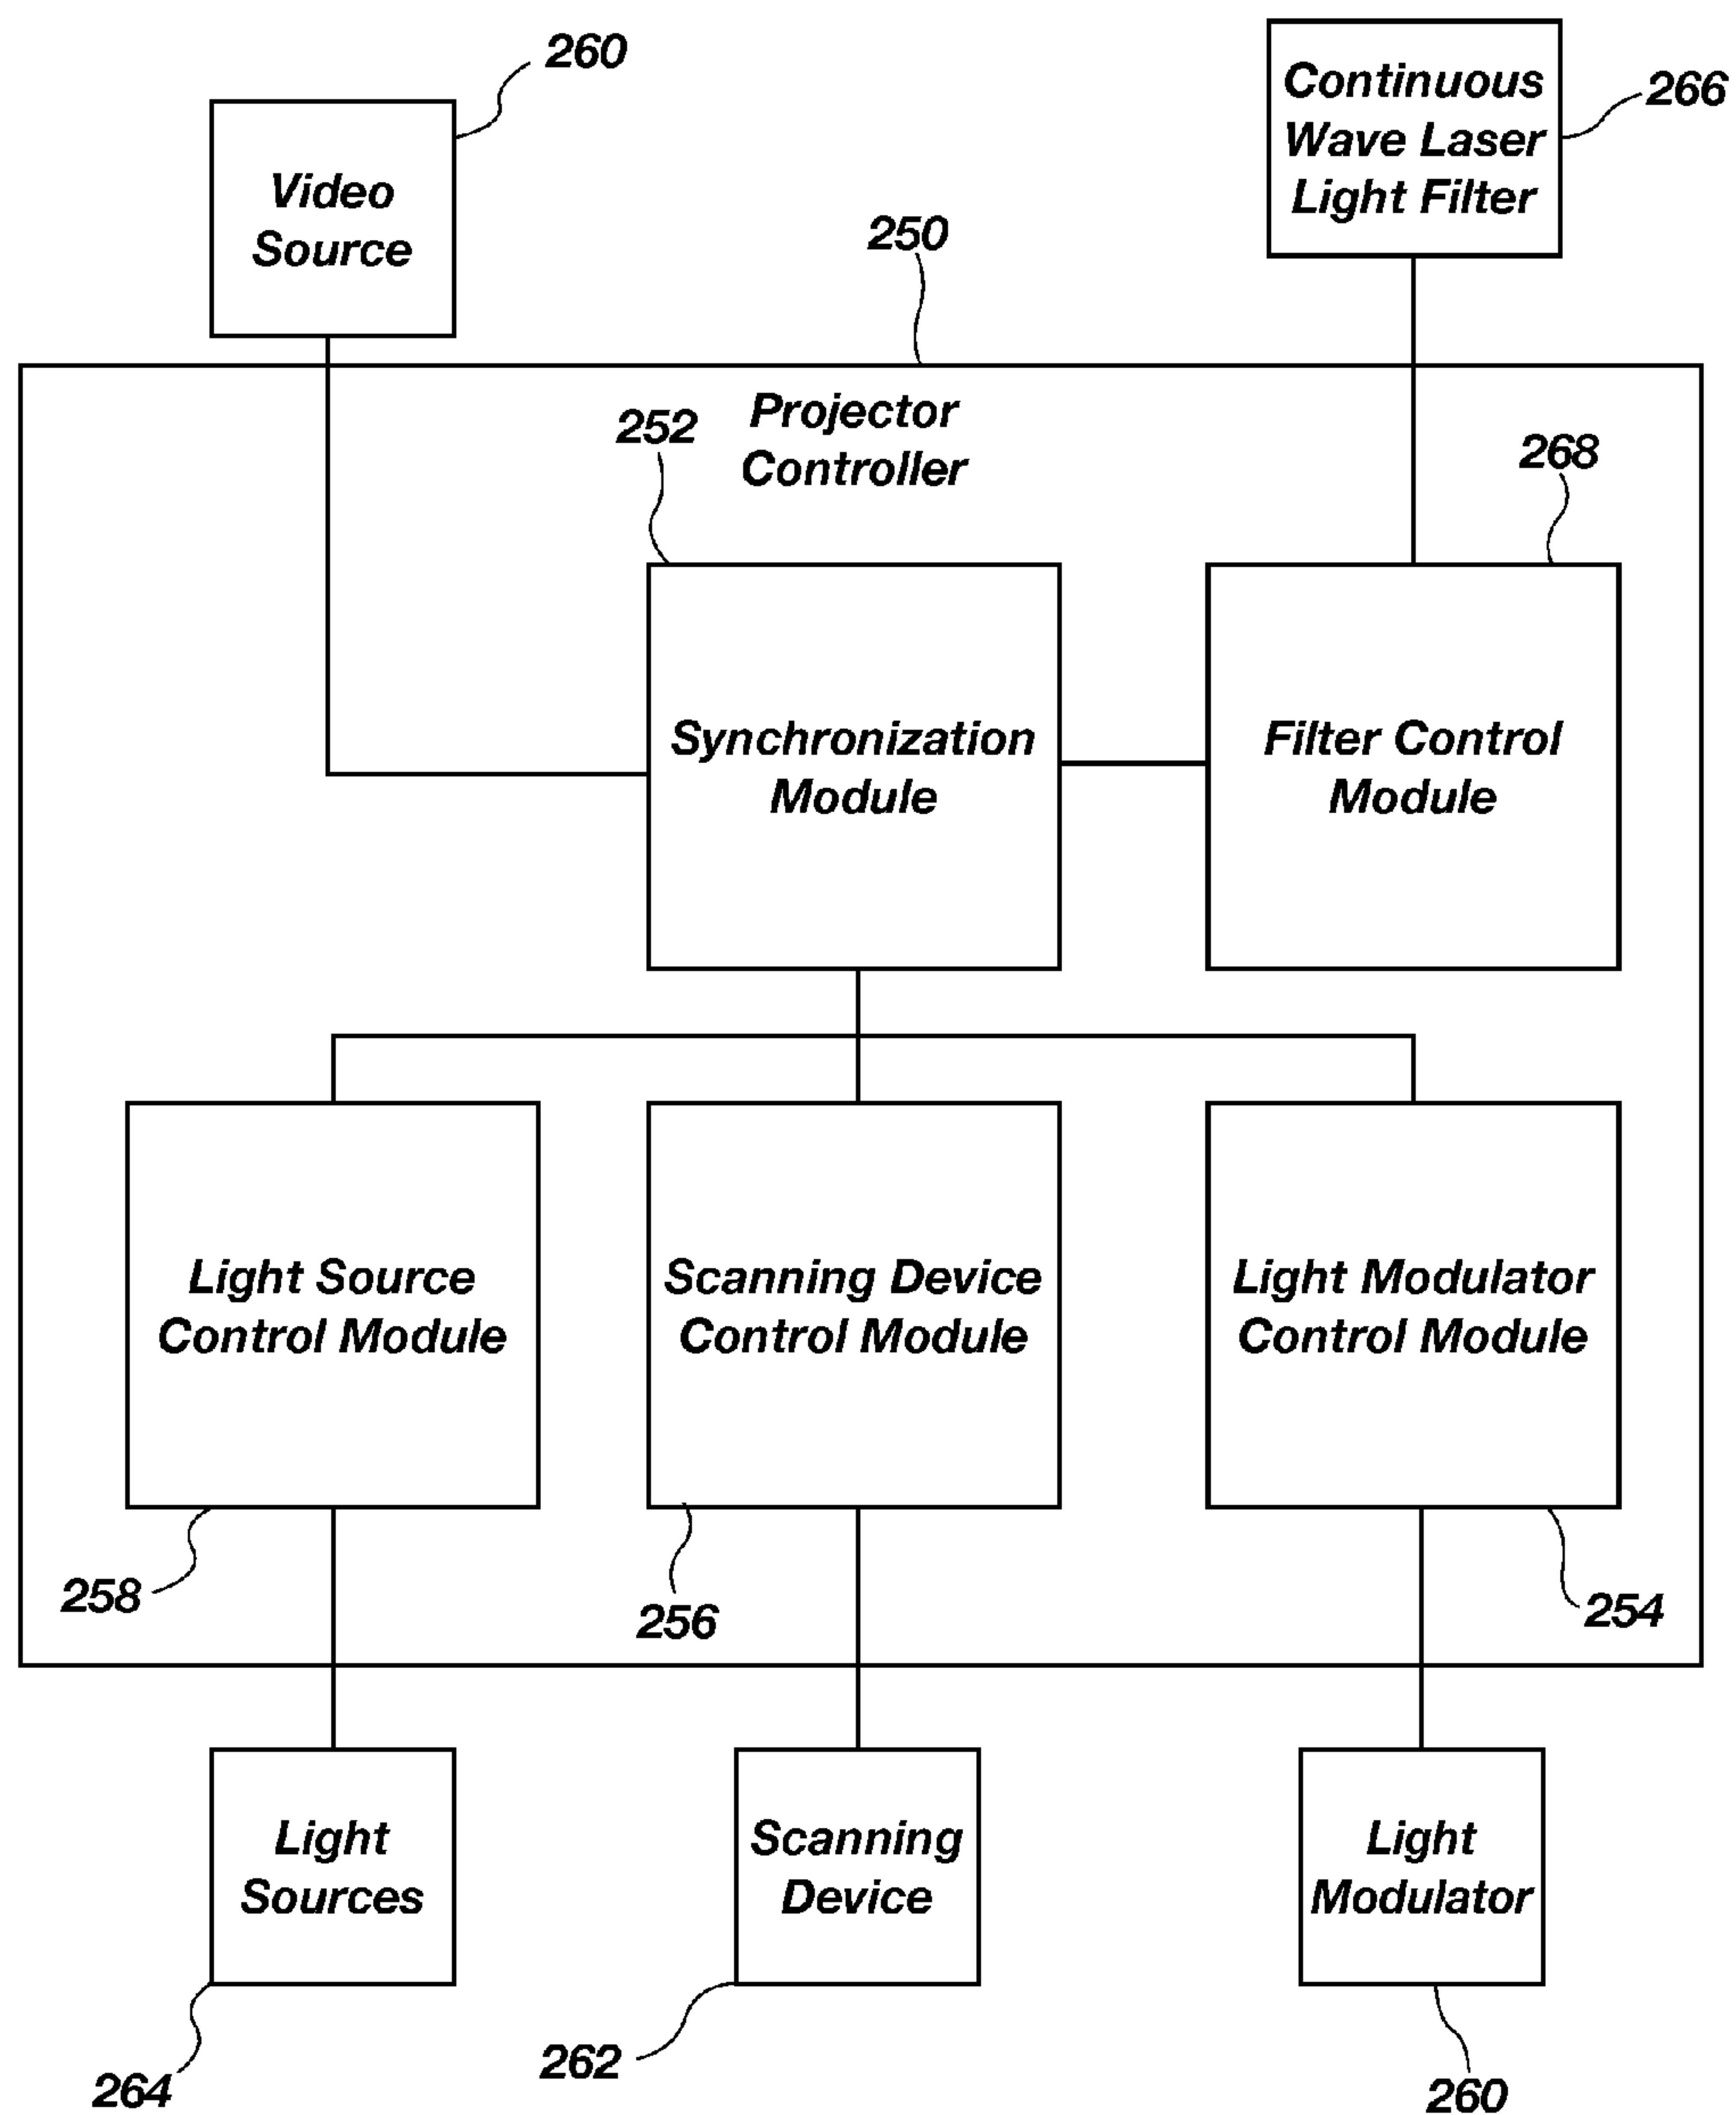 260
Video
Source
Continuous
Wave Laser
Light Filter
266
250
Projector
Controller
252
268
Synchronization
Module
Filter Control
Module
Light Source
Control Module
Scanning Device
Control Module
Light Modulator
Control Module
258
256
254
Light
Sources
Scanning
Device
Light
Modulator
264
262
260